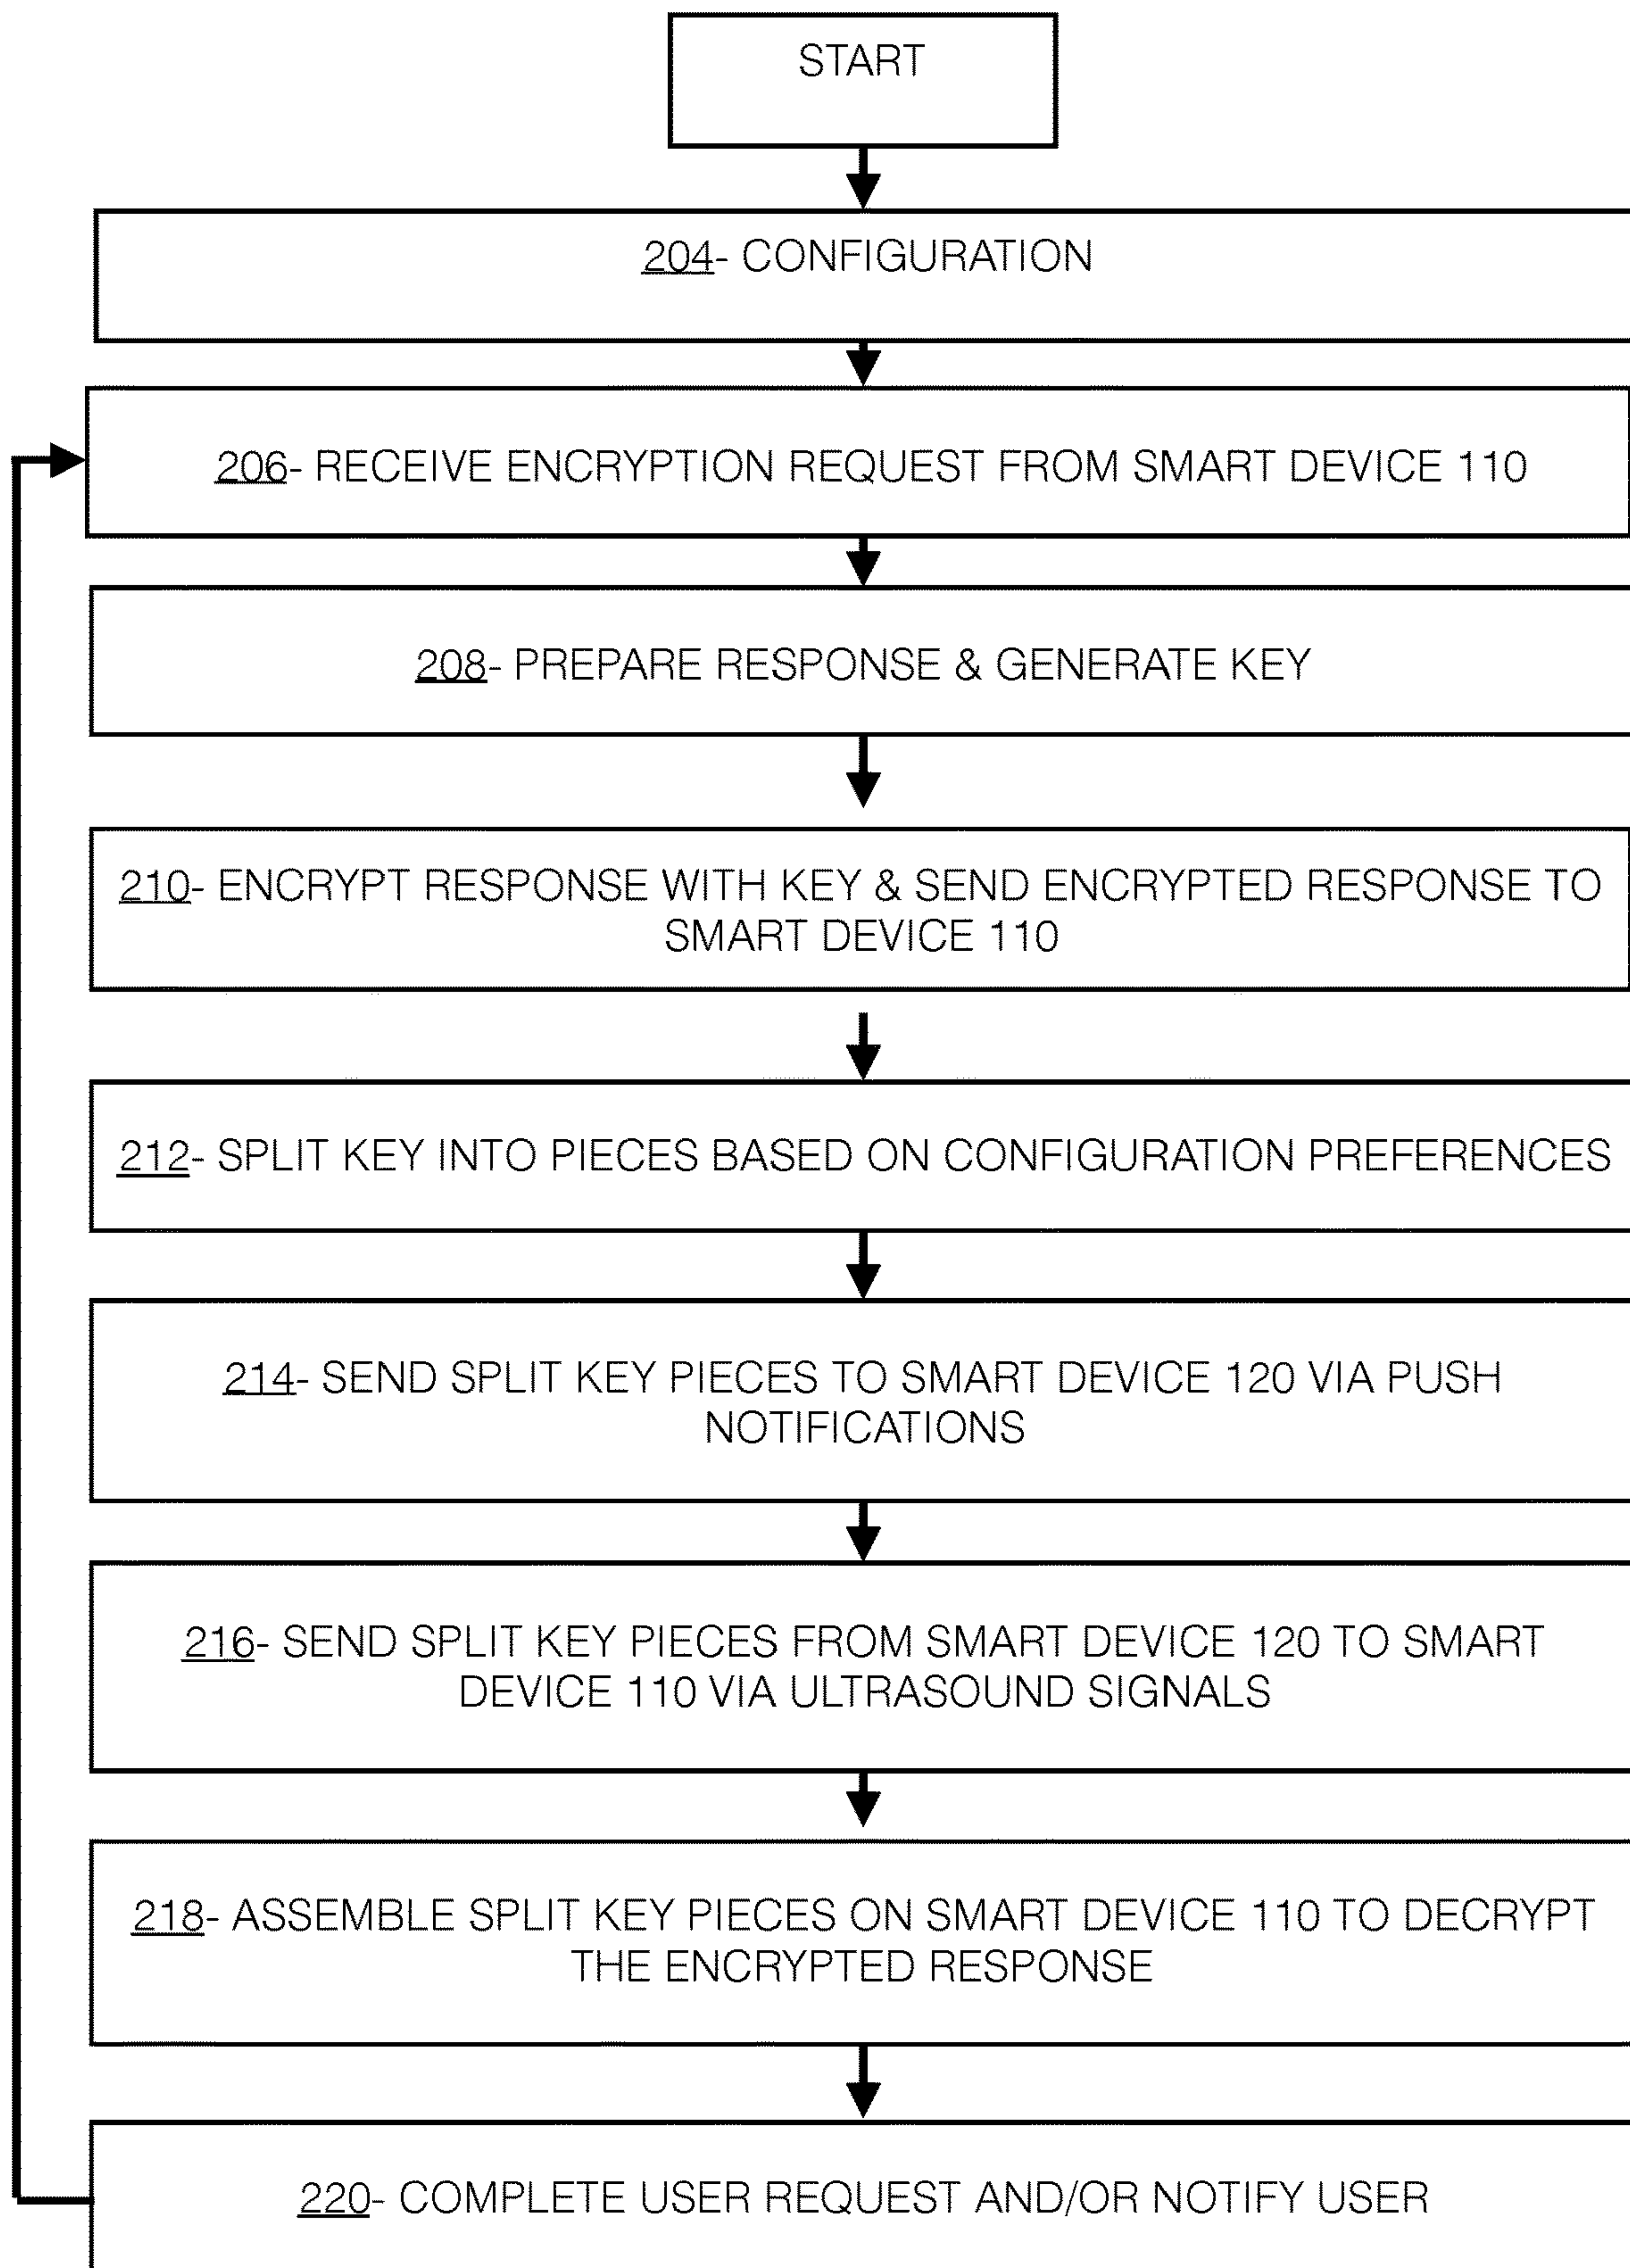 START
204- CONFIGURATION
206- RECEIVE ENCRYPTION REQUEST FROM SMART DEVICE 110
208- PREPARE RESPONSE & GENERATE KEY
210- ENCRYPT RESPONSE WITH KEY & SEND ENCRYPTED RESPONSE TO
SMART DEVICE 110
212- SPLIT KEY INTO PIECES BASED ON CONFIGURATION PREFERENCES
214- SEND SPLIT KEY PIECES TO SMART DEVICE 120 VIA PUSH
NOTIFICATIONS
216- SEND SPLIT KEY PIECES FROM SMART DEVICE 120 TO SMART
DEVICE 110 VIA ULTRASOUND SIGNALS
218- ASSEMBLE SPLIT KEY PIECES ON SMART DEVICE 110 TO DECRYPT
THE ENCRYPTED RESPONSE
220- COMPLETE USER REQUEST AND/OR NOTIFY USER